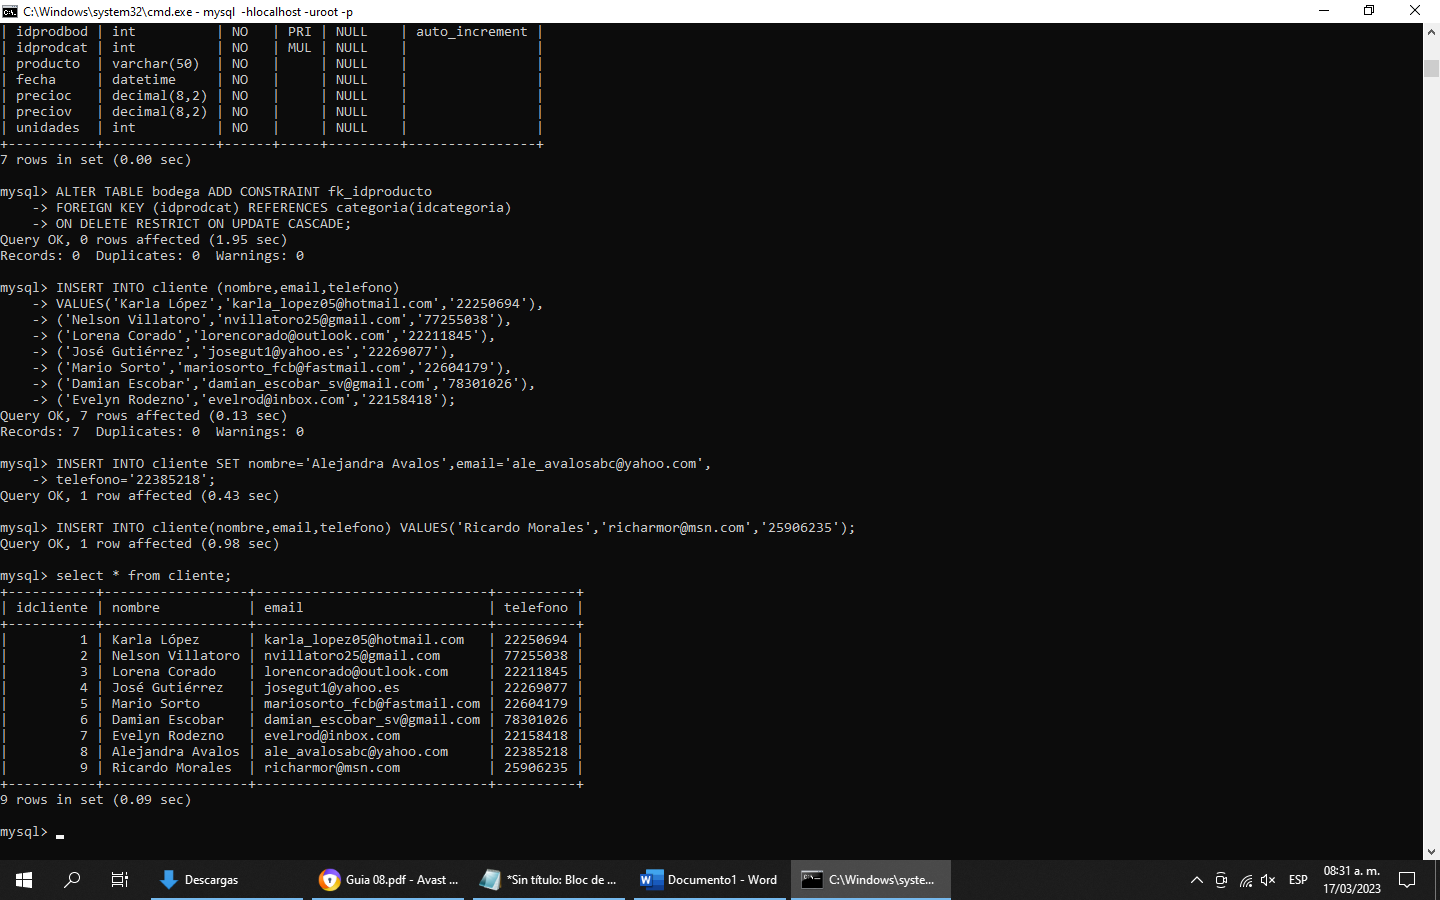 C:\Windows\system32\cmd.exe - mysql  -hlocalhost -uroot -p
| idprodbod | int          | NO   | PRI | NULL    | auto_increment |
| idprodcat | int          | NO   | MUL | NULL    |                |
| producto  | varchar(50)  | NO   |     | NULL    |                |
| fecha     | datetime     | NO   |     | NULL    |                |
| precioc   | decimal(8,2) | NO   |     | NULL    |                |
| preciov   | decimal(8,2) | NO   |     | NULL    |                |
| unidades  | int          | NO   |     | NULL    |                |
+-----------+--------------+------+-----+---------+----------------+
7 rows in set (0.00 sec)
mysql> ALTER TABLE bodega ADD CONSTRAINT fk_idproducto
    -> FOREIGN KEY (idprodcat) REFERENCES categoria(idcategoria)
    -> ON DELETE RESTRICT ON UPDATE CASCADE;
Query OK, 0 rows affected (1.95 sec)
Records: 0  Duplicates: 0  Warnings: 0
mysql> INSERT INTO cliente (nombre,email,telefono)
    -> VALUES('Karla López','karla_lopez05@hotmail.com','22250694'),
    -> ('Nelson Villatoro','nvillatoro25@gmail.com','77255038'),
    -> ('Lorena Corado','lorencorado@outlook.com','22211845'),
    -> ('José Gutiérrez','josegut1@yahoo.es','22269077'),
    -> ('Mario Sorto','mariosorto_fcb@fastmail.com','22604179'),
    -> ('Damian Escobar','damian_escobar_sv@gmail.com','78301026'),
    -> ('Evelyn Rodezno','evelrod@inbox.com','22158418');
Query OK, 7 rows affected (0.13 sec)
Records: 7  Duplicates: 0  Warnings: 0
mysql> INSERT INTO cliente SET nombre='Alejandra Avalos',email='ale_avalosabc@yahoo.com',
    -> telefono='22385218';
Query OK, 1 row affected (0.43 sec)
mysql> INSERT INTO cliente(nombre,email,telefono) VALUES('Ricardo Morales','richarmor@msn.com','25906235');
Query OK, 1 row affected (0.98 sec)
mysql> select * from cliente;
+-----------+------------------+-----------------------------+----------+
| idcliente | nombre           | email                       | telefono |
+-----------+------------------+-----------------------------+----------+
|         1 | Karla López      | karla_lopez05@hotmail.com   | 22250694 |
|         2 | Nelson Villatoro | nvillatoro25@gmail.com      | 77255038 |
|         3 | Lorena Corado    | lorencorado@outlook.com     | 22211845 |
|         4 | José Gutiérrez   | josegut1@yahoo.es           | 22269077 |
|         5 | Mario Sorto      | mariosorto_fcb@fastmail.com | 22604179 |
|         6 | Damian Escobar   | damian_escobar_sv@gmail.com | 78301026 |
|         7 | Evelyn Rodezno   | evelrod@inbox.com           | 22158418 |
|         8 | Alejandra Avalos | ale_avalosabc@yahoo.com     | 22385218 |
|         9 | Ricardo Morales  | richarmor@msn.com           | 25906235 |
+-----------+------------------+-----------------------------+----------+
9 rows in set (0.09 sec)
mysql> _
Descargas
Guia 08.pdf - Avast ...
*Sin título: Bloc de ...
Documento1 - Word
C:\Windows\syste...
ESP
08:31 a. m.
17/03/2023